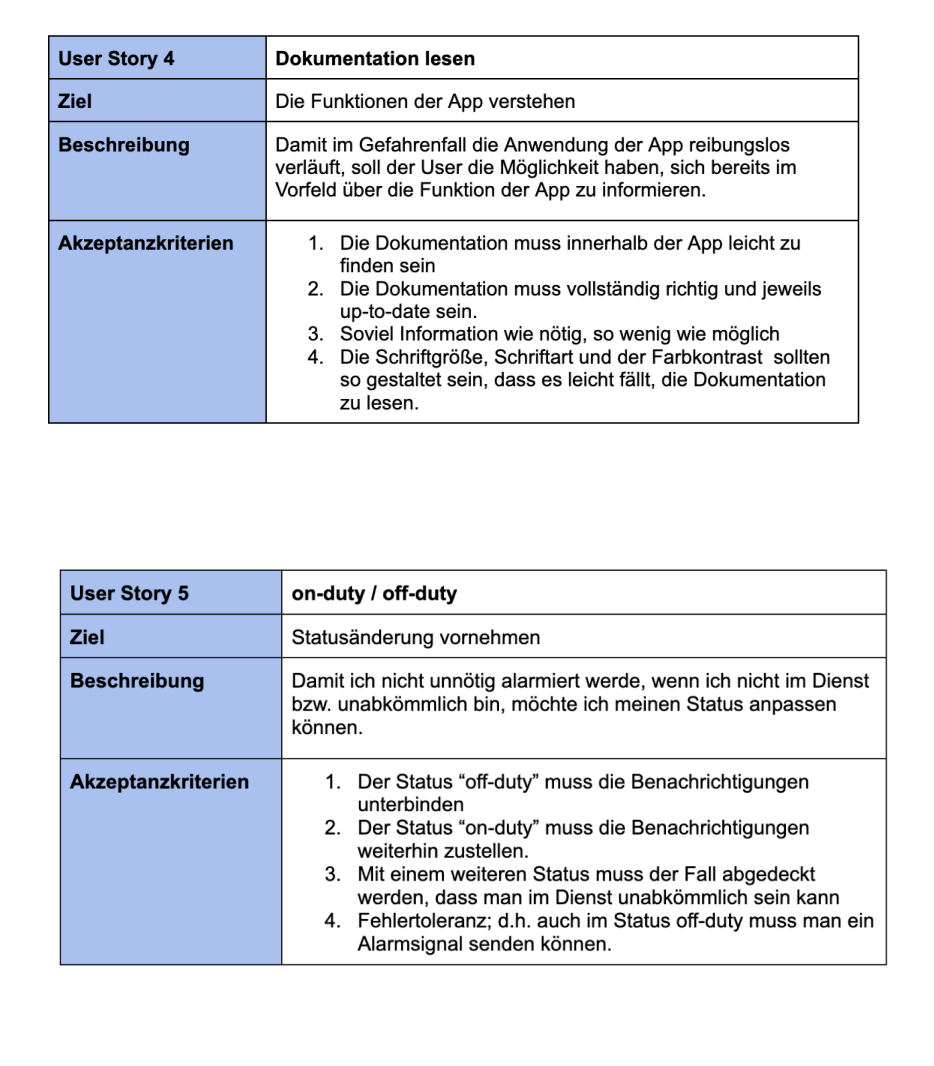 User Story 4
Dokumentation lesen
Ziel
Die Funktionen der App verstehen
Beschreibung
Damit im Gefahrenfall die Anwendung der App reibungslos
verläuft, soll der User die Möglichkeit haben, sich bereits im
Vorfeld über die Funktion der App zu informieren.
Akzeptanzkriterien
1. Die Dokumentation muss innerhalb der App leicht zu
finden sein
2. Die Dokumentation muss vollständig richtig und jeweils
up-to-date sein.
3. Soviel Information wie nötig, so wenig wie möglich
4. Die Schriftgröße, Schriftart und der Farbkontrast  sollten
so gestaltet sein, dass es leicht fällt, die Dokumentation
zu lesen.
User Story 5
on-duty / off-duty
Ziel
Statusänderung vornehmen
Beschreibung
Damit ich nicht unnötig alarmiert werde, wenn ich nicht im Dienst
bzw. unabkömmlich bin, möchte ich meinen Status anpassen
können.
Akzeptanzkriterien
1. Der Status “off-duty” muss die Benachrichtigungen
unterbinden
2. Der Status “on-duty” muss die Benachrichtigungen
weiterhin zustellen.
3. Mit einem weiteren Status muss der Fall abgedeckt
werden, dass man im Dienst unabkömmlich sein kann
4. Fehlertoleranz; d.h. auch im Status off-duty muss man ein
Alarmsignal senden können.